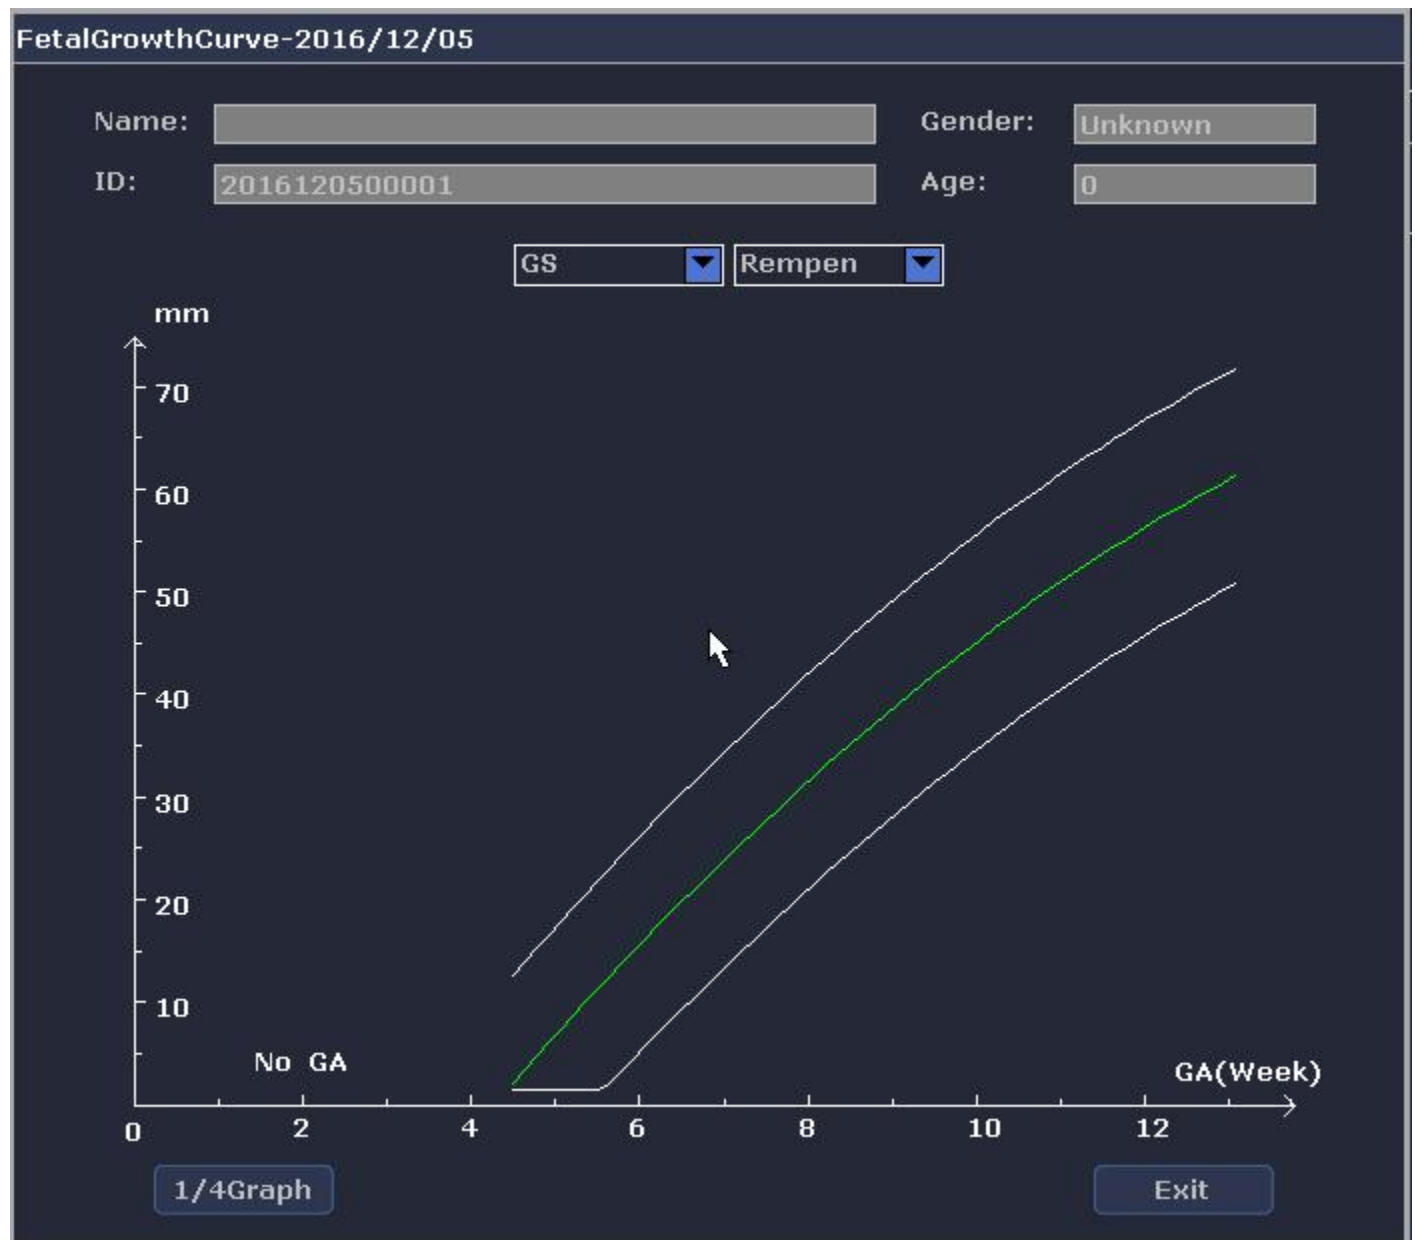 FetalGrowthCurve-2016/12/05
Name: Gender: Unknown
ID: 2016120500001 Age: 0
GS Rempen
mm
70
60
50
40
30
20
10
No GA GA(Week)
0 2 4 6 8 10 12
1/4Graph Exit